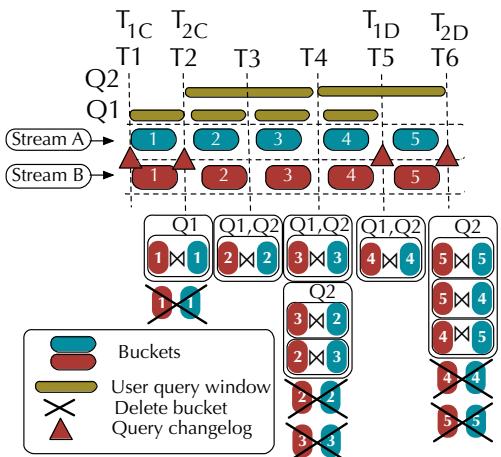 T1C T2C T1D T2D
T1 T2 T3 T4 T5 T6
Q2
Q1
Stream A 1 2 3 4 5
Stream B 1 2 3 4 5
Q1 Q1,Q2 Q1,Q2 Q1,Q2 Q2
1 ⋈ 1 2 ⋈ 2 3 ⋈ 3 4 ⋈ 4 5 ⋈ 5
1 1 5 ⋈ 4
Q2
3 ⋈ 2 4 ⋈ 5
2 ⋈ 3 4 4
2 2 5 5
3 3
Buckets
User query window
Delete bucket
Query changelog